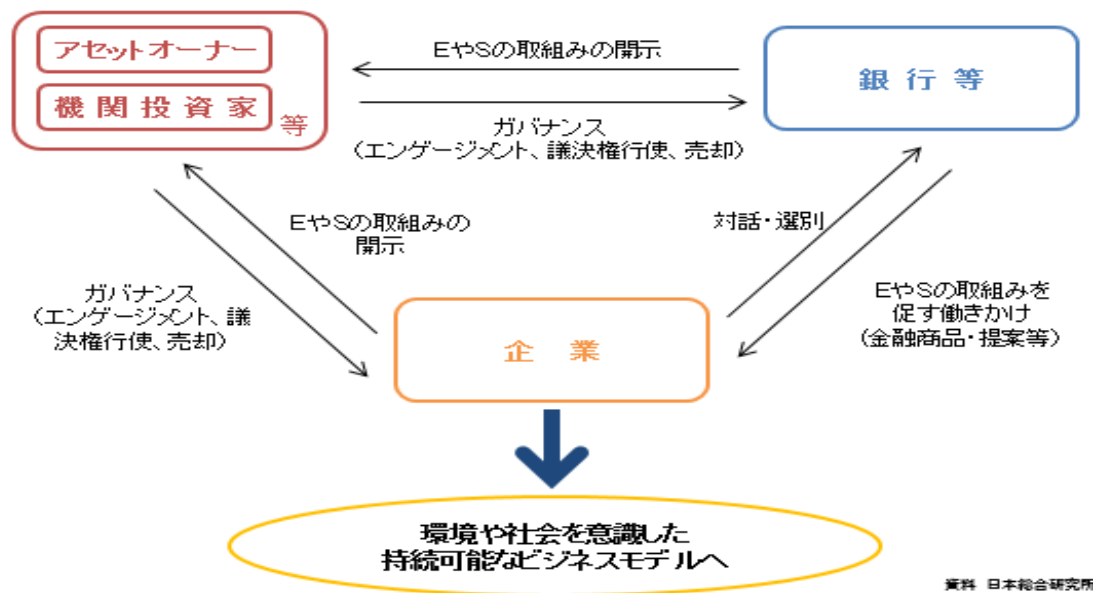 アセットオーナー
機関投資家
等
EやSの取組みの開示
銀行等
ガバナンス
(エンゲージメント、議決権行使、売却)
EやSの取組みの
開示
対話・選別
ガバナンス
(エンゲージメント、議
決権行使、売却)
EやSの取組みを
促す働きかけ
(金融商品・提案等)
企業
環境や社会を意識した
持続可能なビジネスモデルへ
資料 日本総合研究所